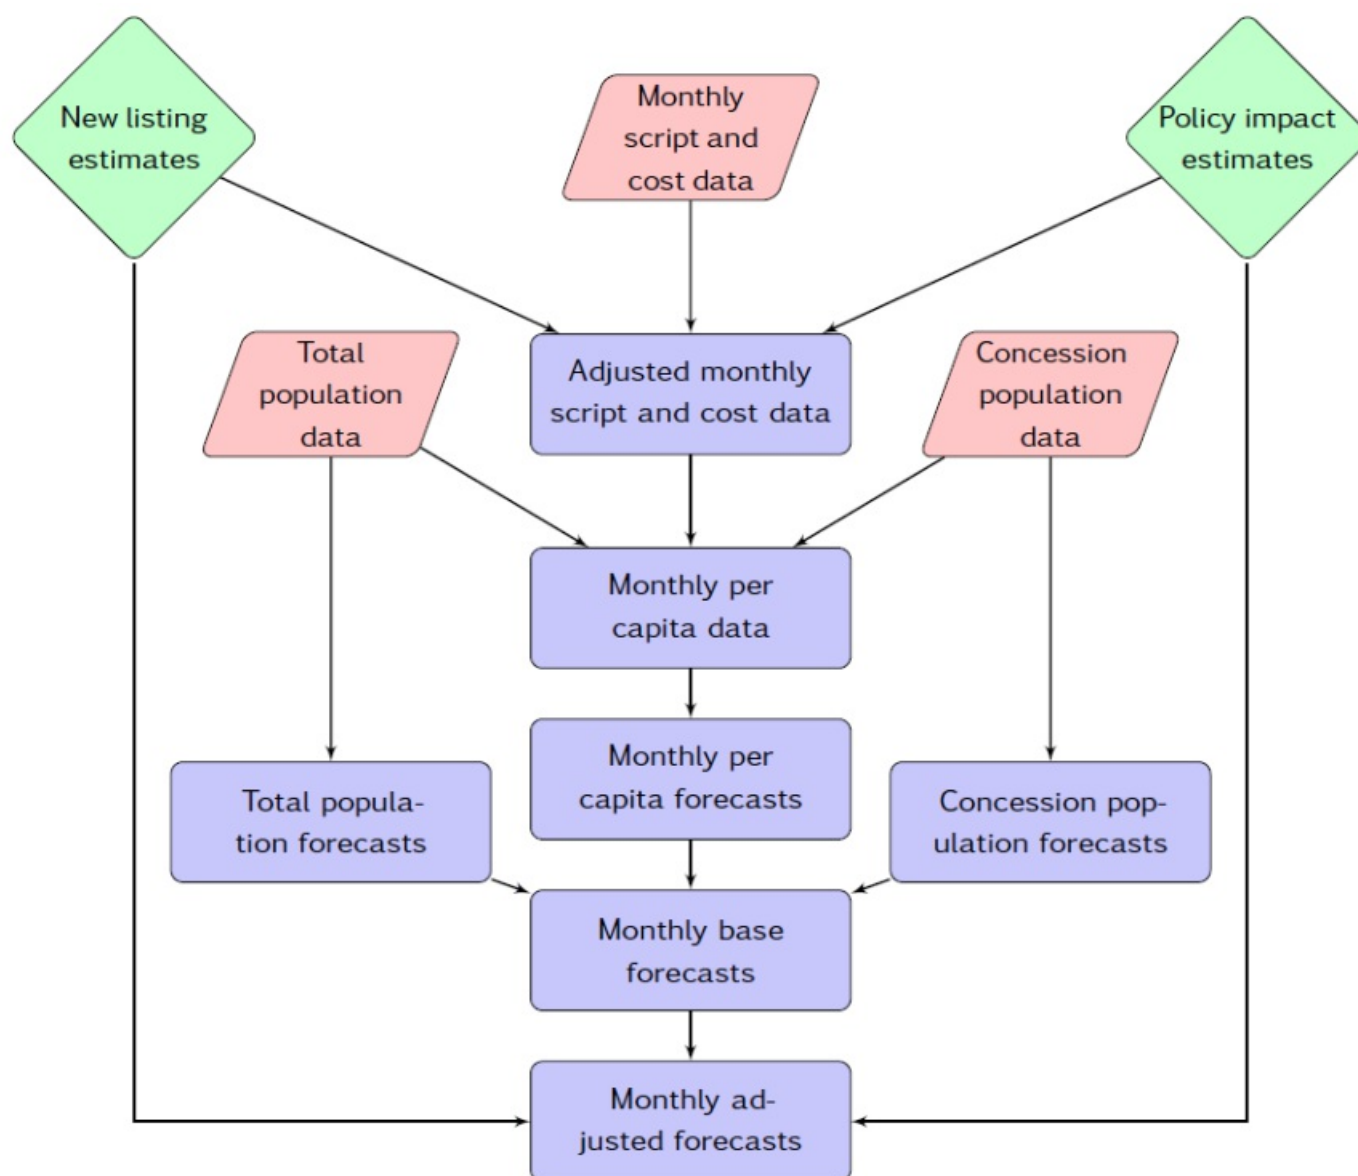 New listing
estimates
Monthly
script and
cost data
Policy impact
estimates
Total
population
data
Adjusted monthly
script and cost data
Concession
population
data
Monthly per
capita data
Total popula-
tion forecasts
Monthly per
capita forecasts
Concession pop-
ulation forecasts
Monthly base
forecasts
Monthly ad-
justed forecasts